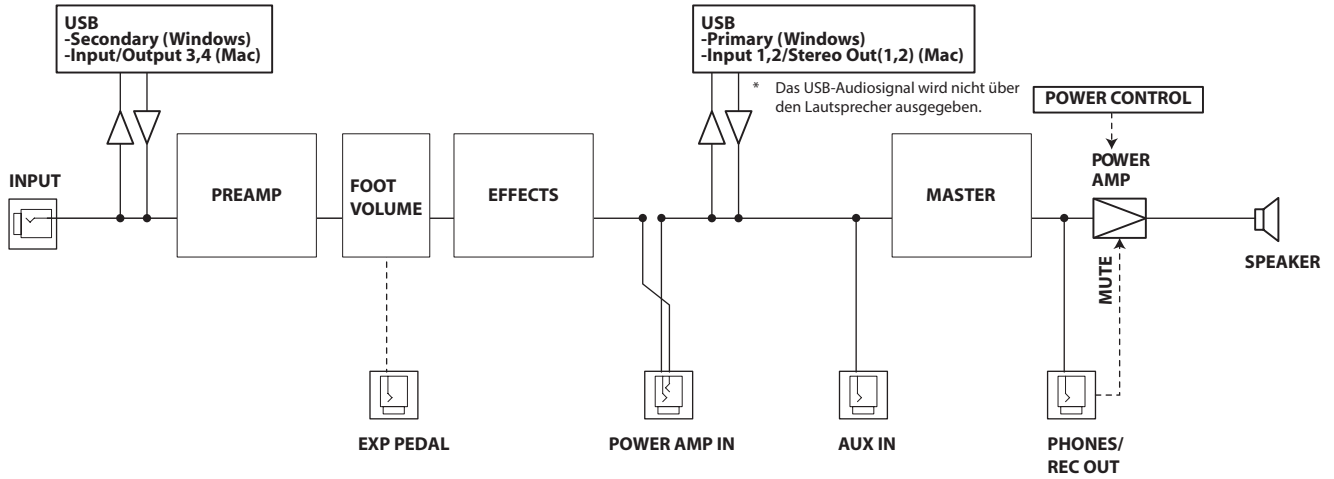 USB
-Secondary (Windows)
-Input/Output 3,4 (Mac)
USB
-Primary (Windows)
-Input 1,2/Stereo Out(1,2) (Mac)
* Das USB-Audiosignal wird nicht über
den Lautsprecher ausgegeben.
POWER CONTROL
INPUT
PREAMP
FOOT
VOLUME
EFFECTS
MASTER
POWER
AMP
SPEAKER
MUTE
EXP PEDAL
POWER AMP IN
AUX IN
PHONES/
REC OUT